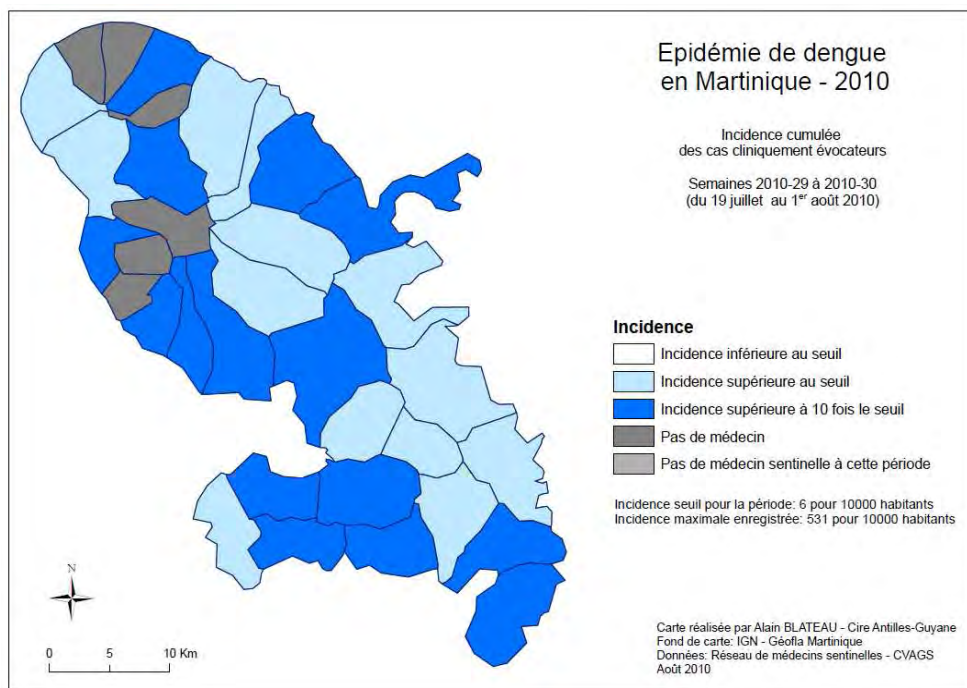 Epidémie de dengue
en Martinique - 2010
Incidence cumulée
des cas cliniquement évocateurs
Semaines 2010-29 à 2010-30
(du 19 juillet au 1er août 2010)
Incidence
Incidence inférieure au seuil
Incidence supérieure au seuil
Incidence supérieure à 10 fois le seuil
Pas de médecin
Pas de médecin sentinelle à cette période
Incidence seuil pour la période: 6 pour 10000 habitants
Incidence maximale enregistrée: 531 pour 10000 habitants
N
0 5 10 Km
Carte réalisée par Alain BLATEAU - Cire Antilles-Guyane
Fond de carte: IGN - Géofla Martinique
Données: Réseau de médecins sentinelles - CVAGS
Août 2010